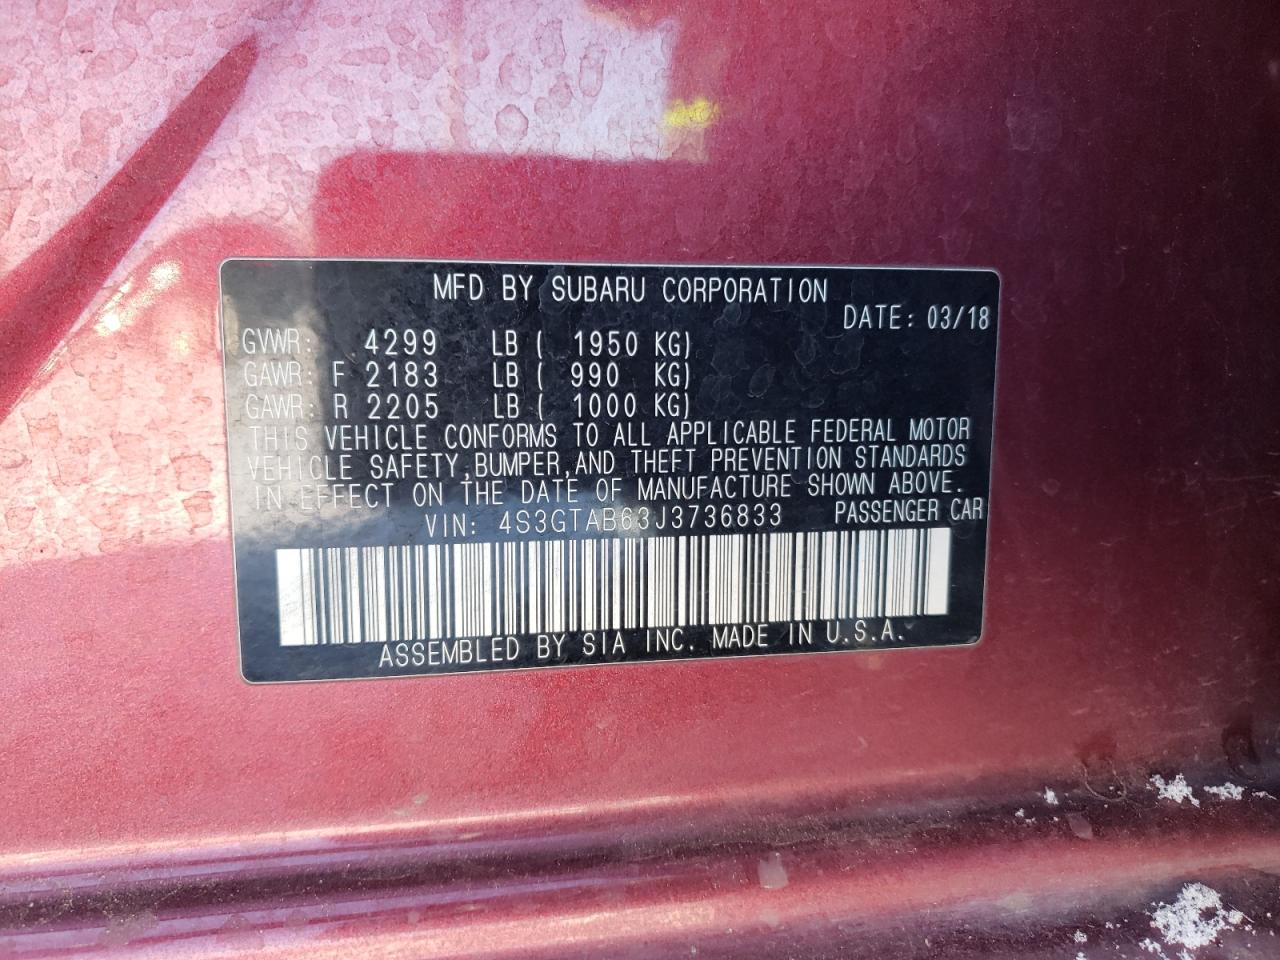 MFD BY SUBARU CORPORATION
DATE: 03/18
GVWR: 4299 LB ( 1950 KG)
GAWR: F 2183 LB ( 990 KG)
GAWR: R 2205 LB ( 1000 KG)
THIS VEHICLE CONFORMS TO ALL APPLICABLE FEDERAL MOTOR
VEHICLE SAFETY,BUMPER,AND THEFT PREVENTION STANDARDS
IN EFFECT ON THE DATE OF MANUFACTURE SHOWN ABOVE.
VIN: 4S3GTAB63J3736833 PASSENGER CAR
ASSEMBLED BY SIA INC. MADE IN U.S.A.